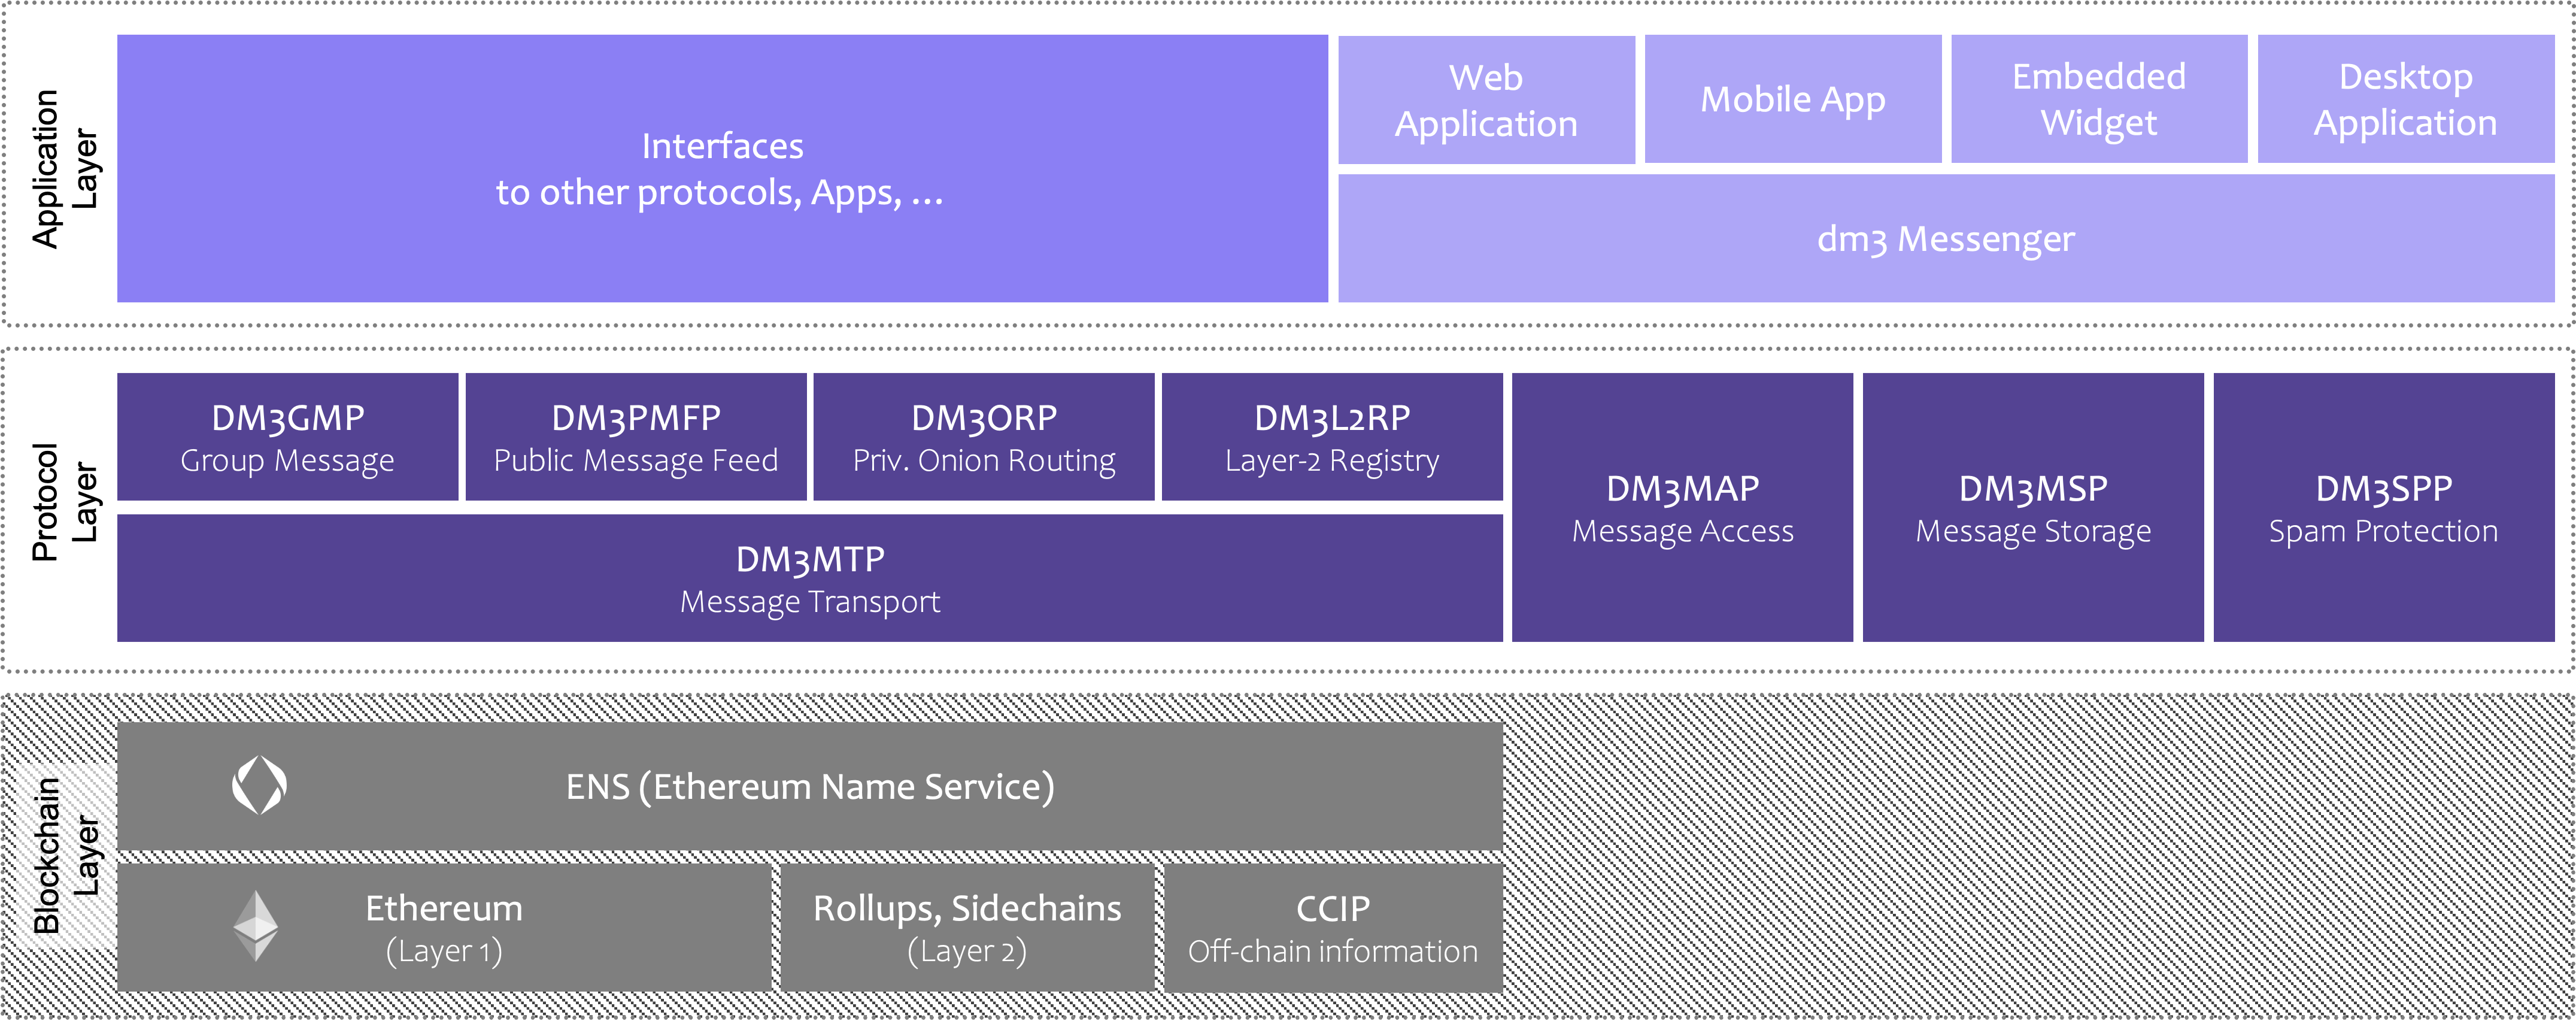 Application
Layer
Interfaces
to other protocols, Apps, ...
Web
Application
Mobile App
Embedded
Widget
Desktop
Application
dm3 Messenger
Protocol
Layer
DM3GMP
Group Message
DM3PMFP
Public Message Feed
DM3ORP
Priv. Onion Routing
DM3L2RP
Layer-2 Registry
DM3MTP
Message Transport
DM3MAP
Message Access
DM3MSP
Message Storage
DM3SPP
Spam Protection
Blockchain
Layer
ENS (Ethereum Name Service)
Ethereum
(Layer 1)
Rollups, Sidechains
(Layer 2)
CCIP
Off-chain information